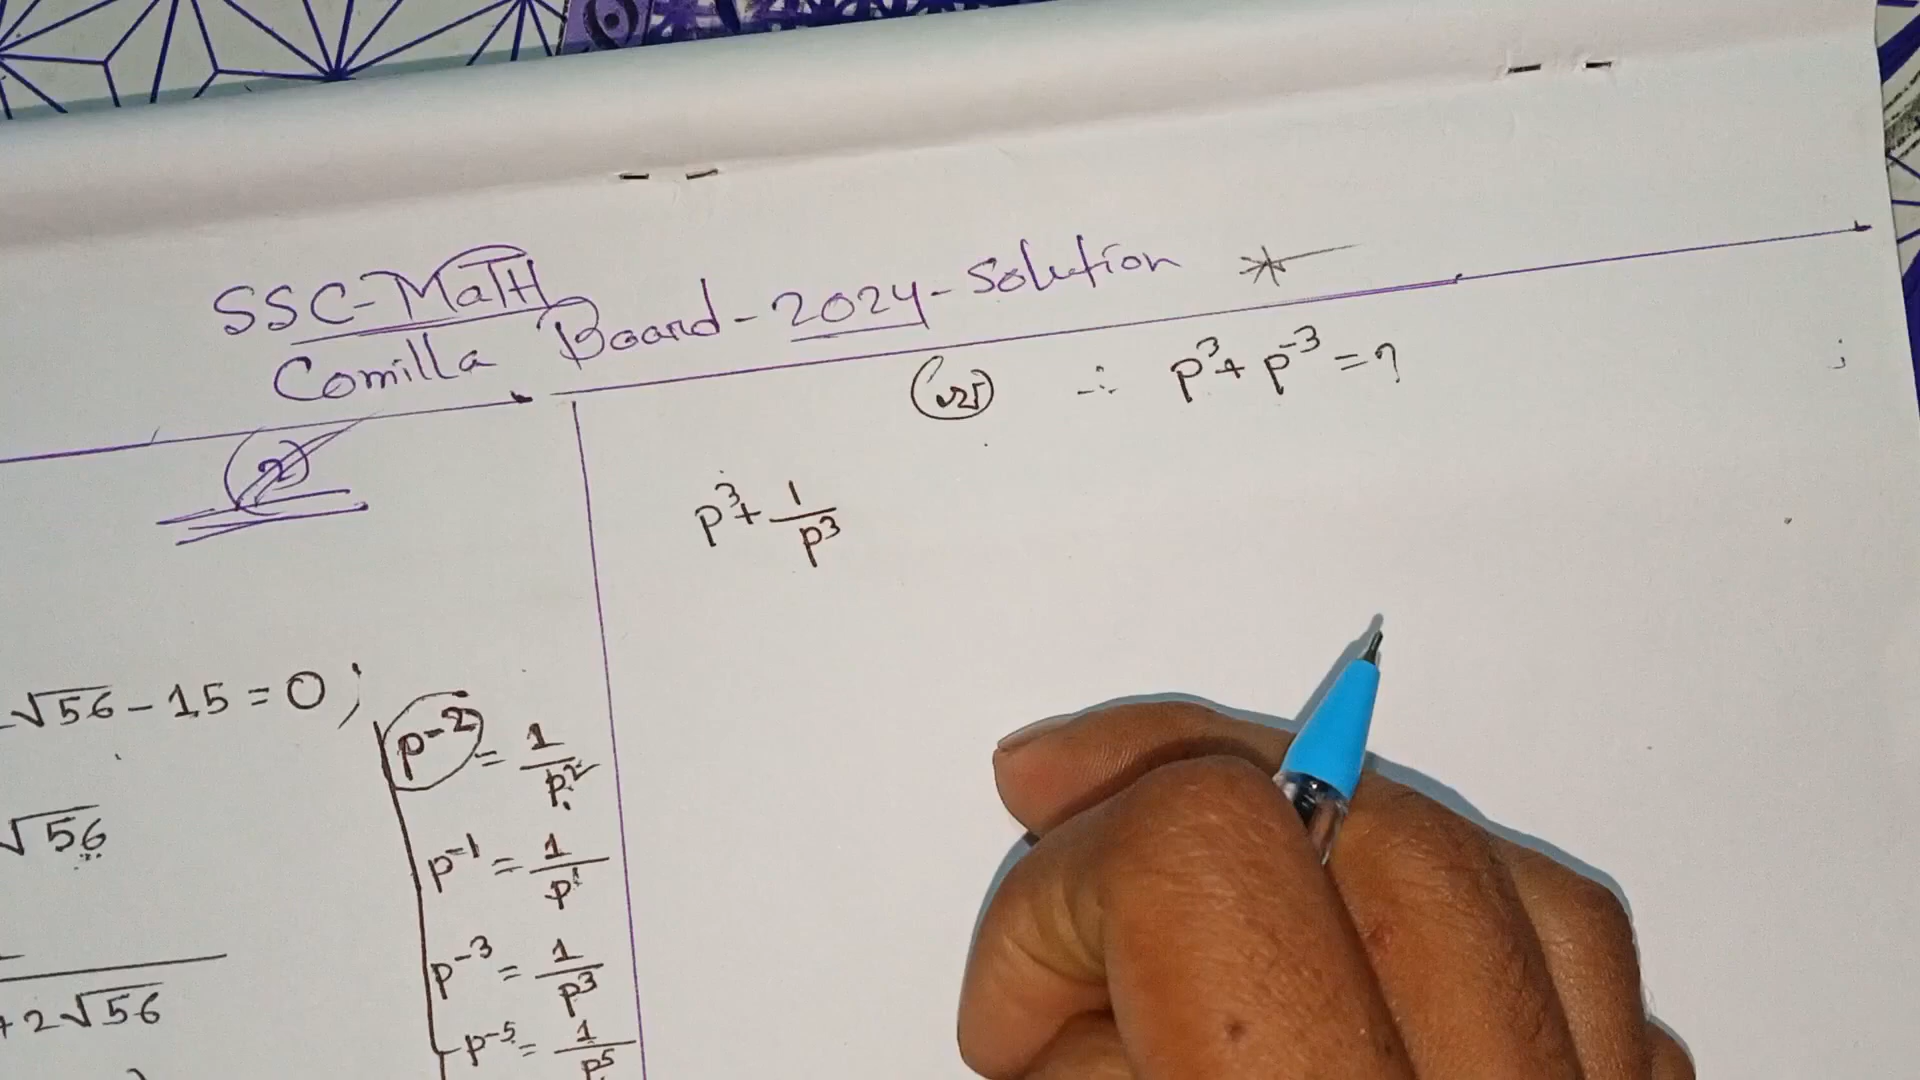 SSC-MATH
Comilla Board-2024-Solution
2
p³ + p⁻³ = ?
p³ + 1/p³
√56 - 15 = 0;
p⁻² = 1/p²
√56
p⁻¹ = 1/p¹
p⁻³ = 1/p³
+2√56
p⁻⁵ = 1/p⁵